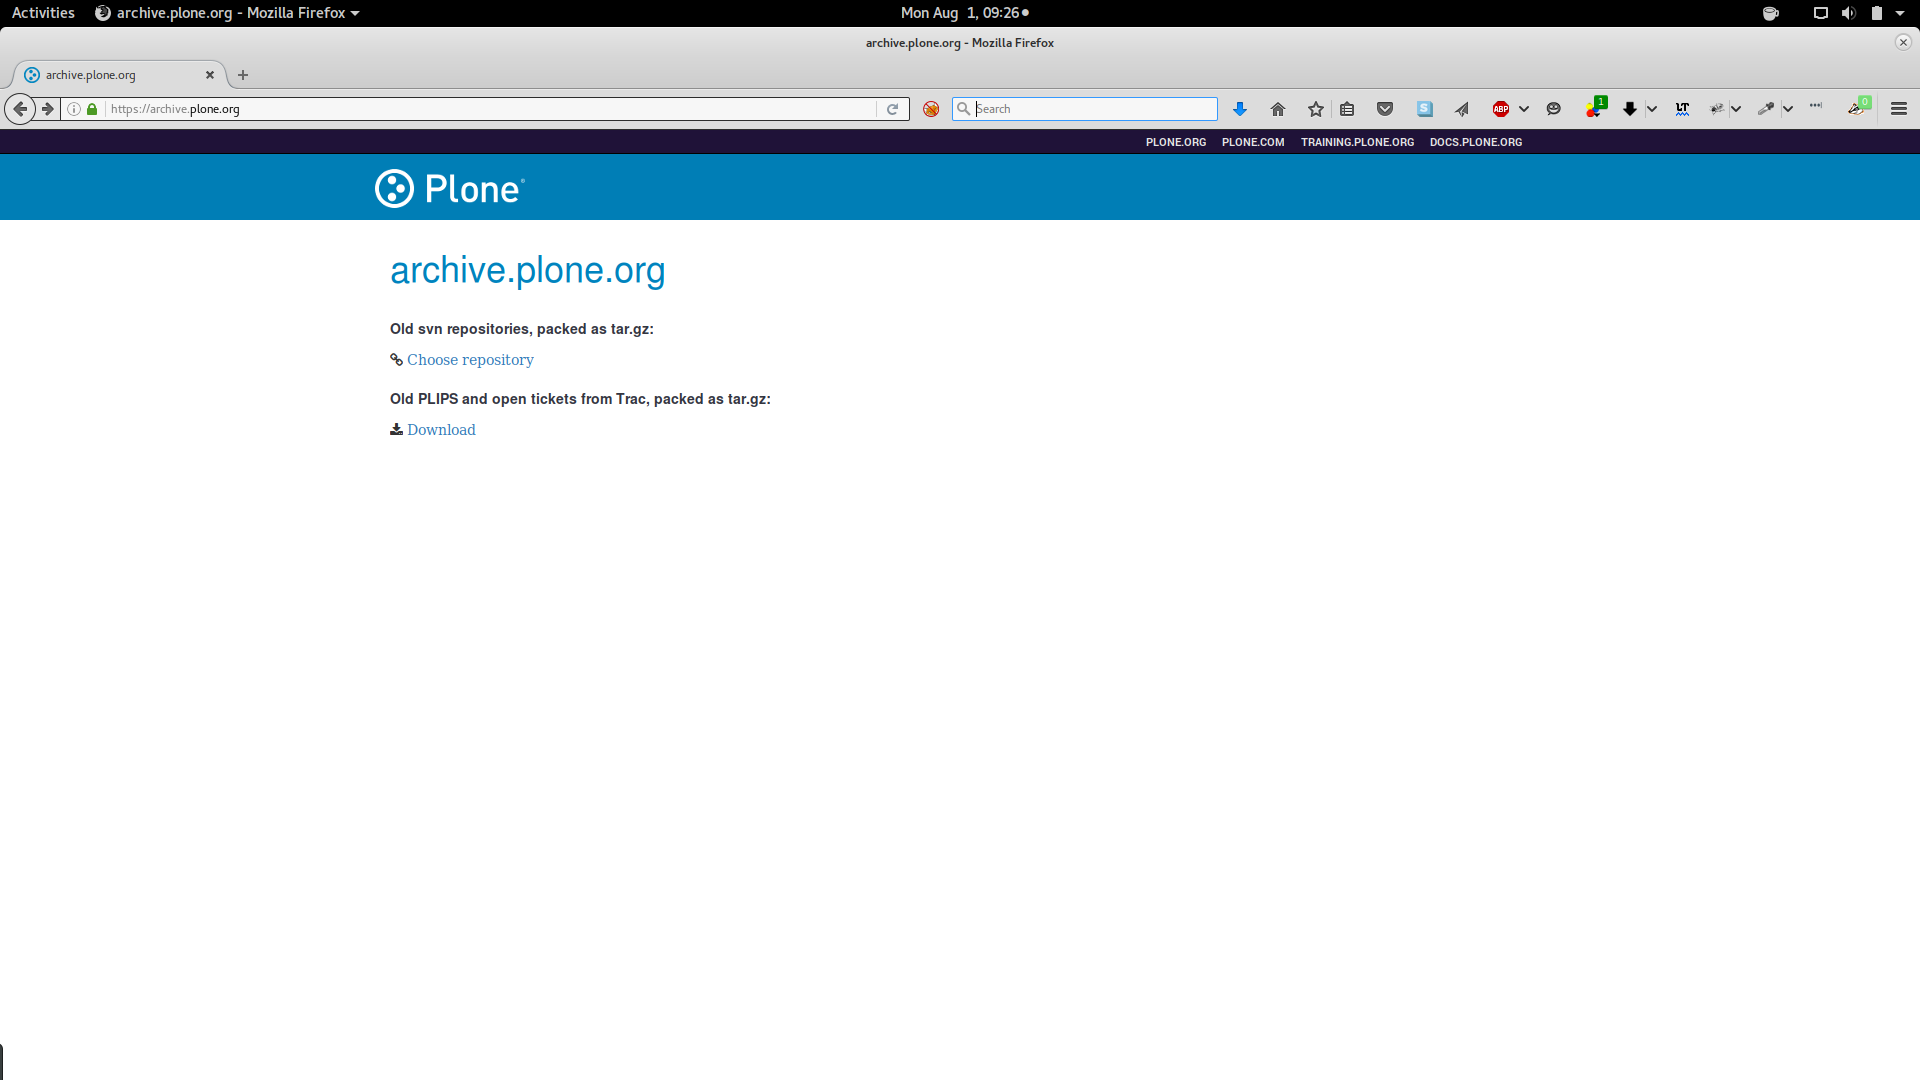 Activities archive.plone.org - Mozilla Firefox Mon Aug 1, 09:26
archive.plone.org - Mozilla Firefox
archive.plone.org
https://archive.plone.org Search S ABP 1 LT 0
PLONE.ORG PLONE.COM TRAINING.PLONE.ORG DOCS.PLONE.ORG
Plone®
archive.plone.org
Old svn repositories, packed as tar.gz:
Choose repository
Old PLIPS and open tickets from Trac, packed as tar.gz:
Download